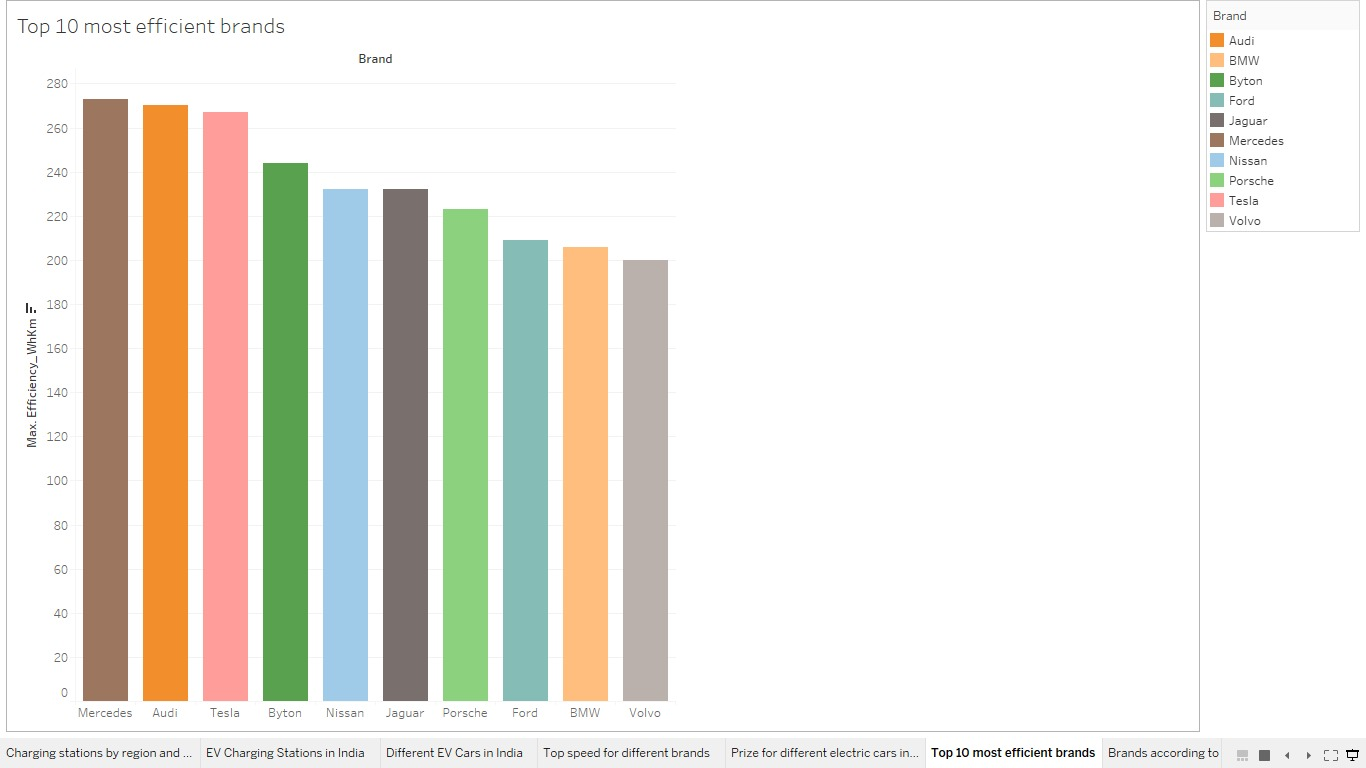 Top 10 most efficient brands
Brand
280
260
240
220
200
180
160
140
120
100
80
60
40
20
0
Max. Efficiency_WhKm
Mercedes Audi Tesla Byton Nissan Jaguar Porsche Ford BMW Volvo
Brand
Audi
BMW
Byton
Ford
Jaguar
Mercedes
Nissan
Porsche
Tesla
Volvo
Charging stations by region and ... EV Charging Stations in India Different EV Cars in India Top speed for different brands Prize for different electric cars in... Top 10 most efficient brands Brands according to